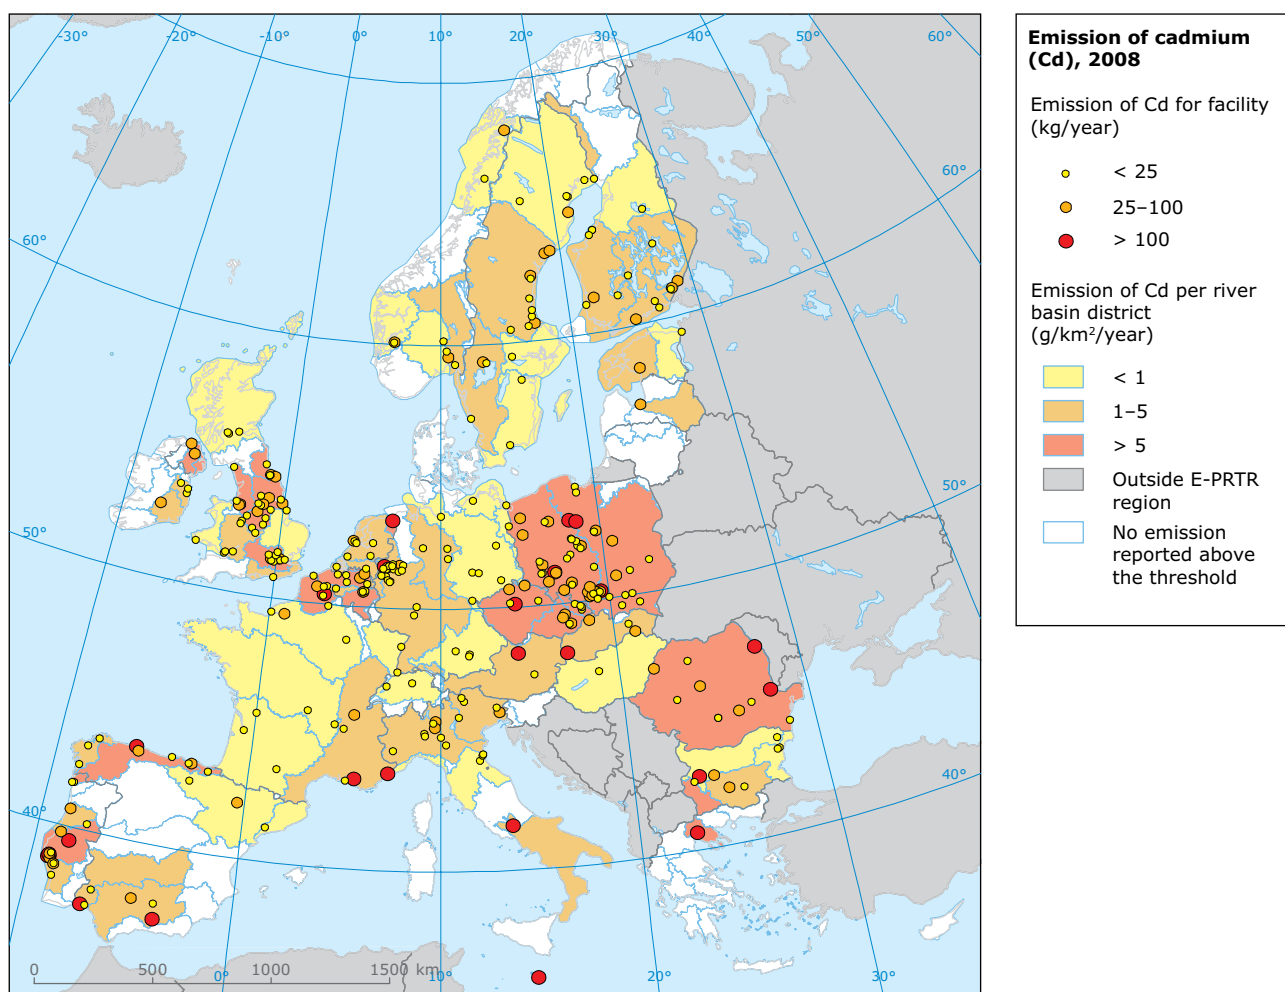 -30°
-20°
-10°
0°
10°
20°
30°
40°
50°
60°
60°
60°
50°
50°
40°
40°
0
500
1000
1500 km
0°
10°
20°
30°
Emission of cadmium
(Cd), 2008
Emission of Cd for facility
(kg/year)
< 25
25–100
> 100
Emission of Cd per river
basin district
(g/km²/year)
< 1
1–5
> 5
Outside E-PRTR
region
No emission
reported above
the threshold